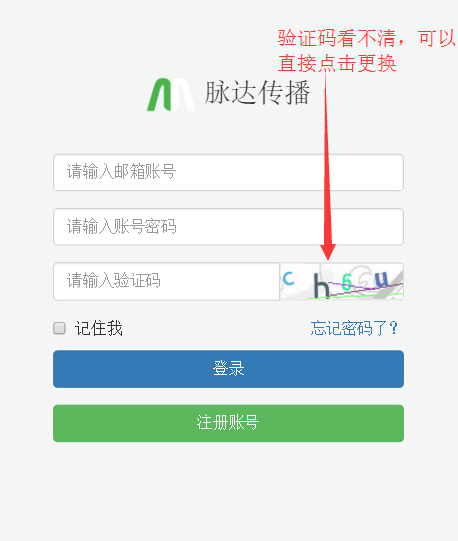 验证码看不清，可以
直接点击更换
脉达传播
请输入邮箱账号
请输入账号密码
请输入验证码
ch6u
记住我
忘记密码了？
登录
注册账号